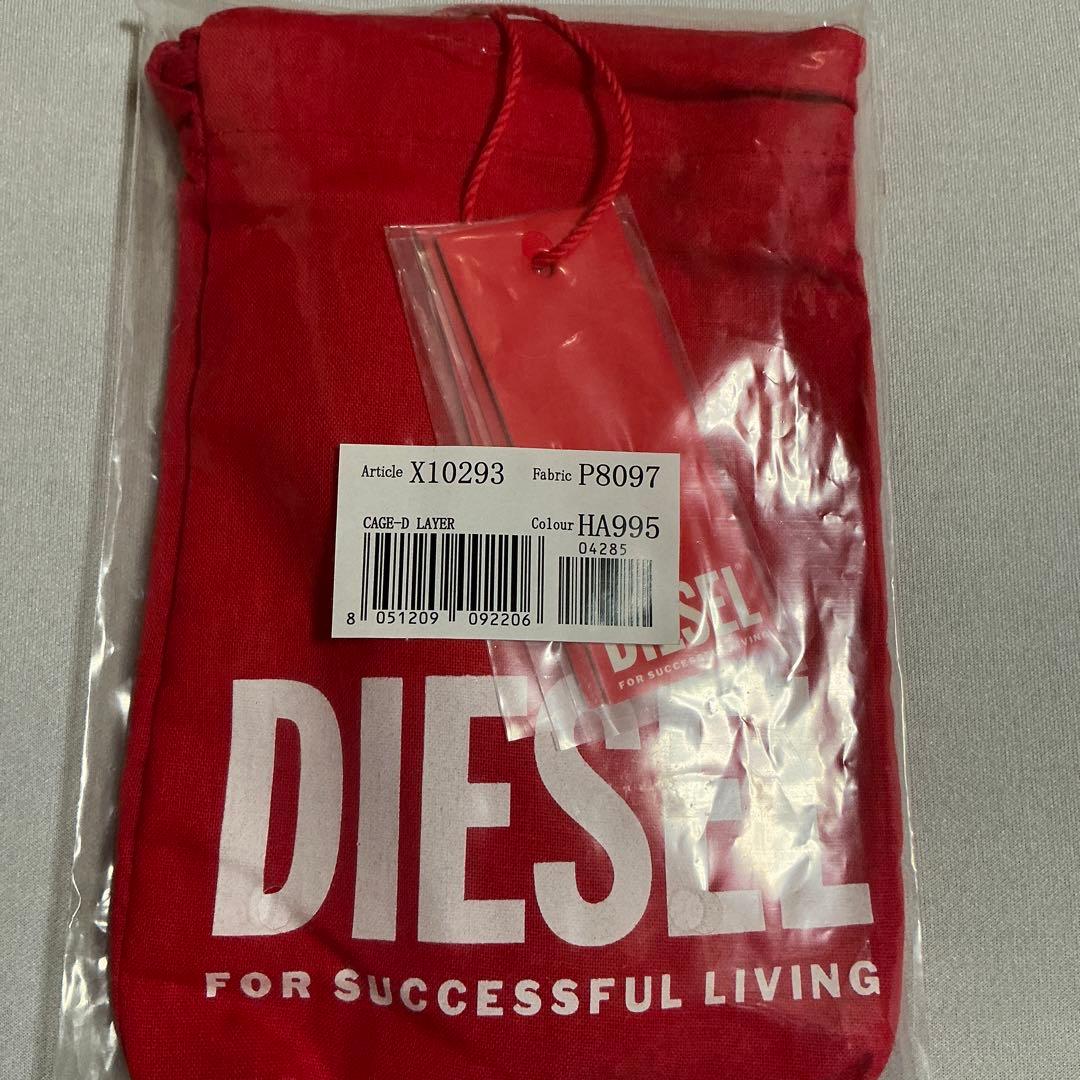 Article X10293 Fabric P8097
CAGE-D LAYER Colour HA995
04285
8 051209 092206
DIESEL
FOR SUCCESSFUL LIVING
DIESEL
FOR SUCCESSFUL LIVING